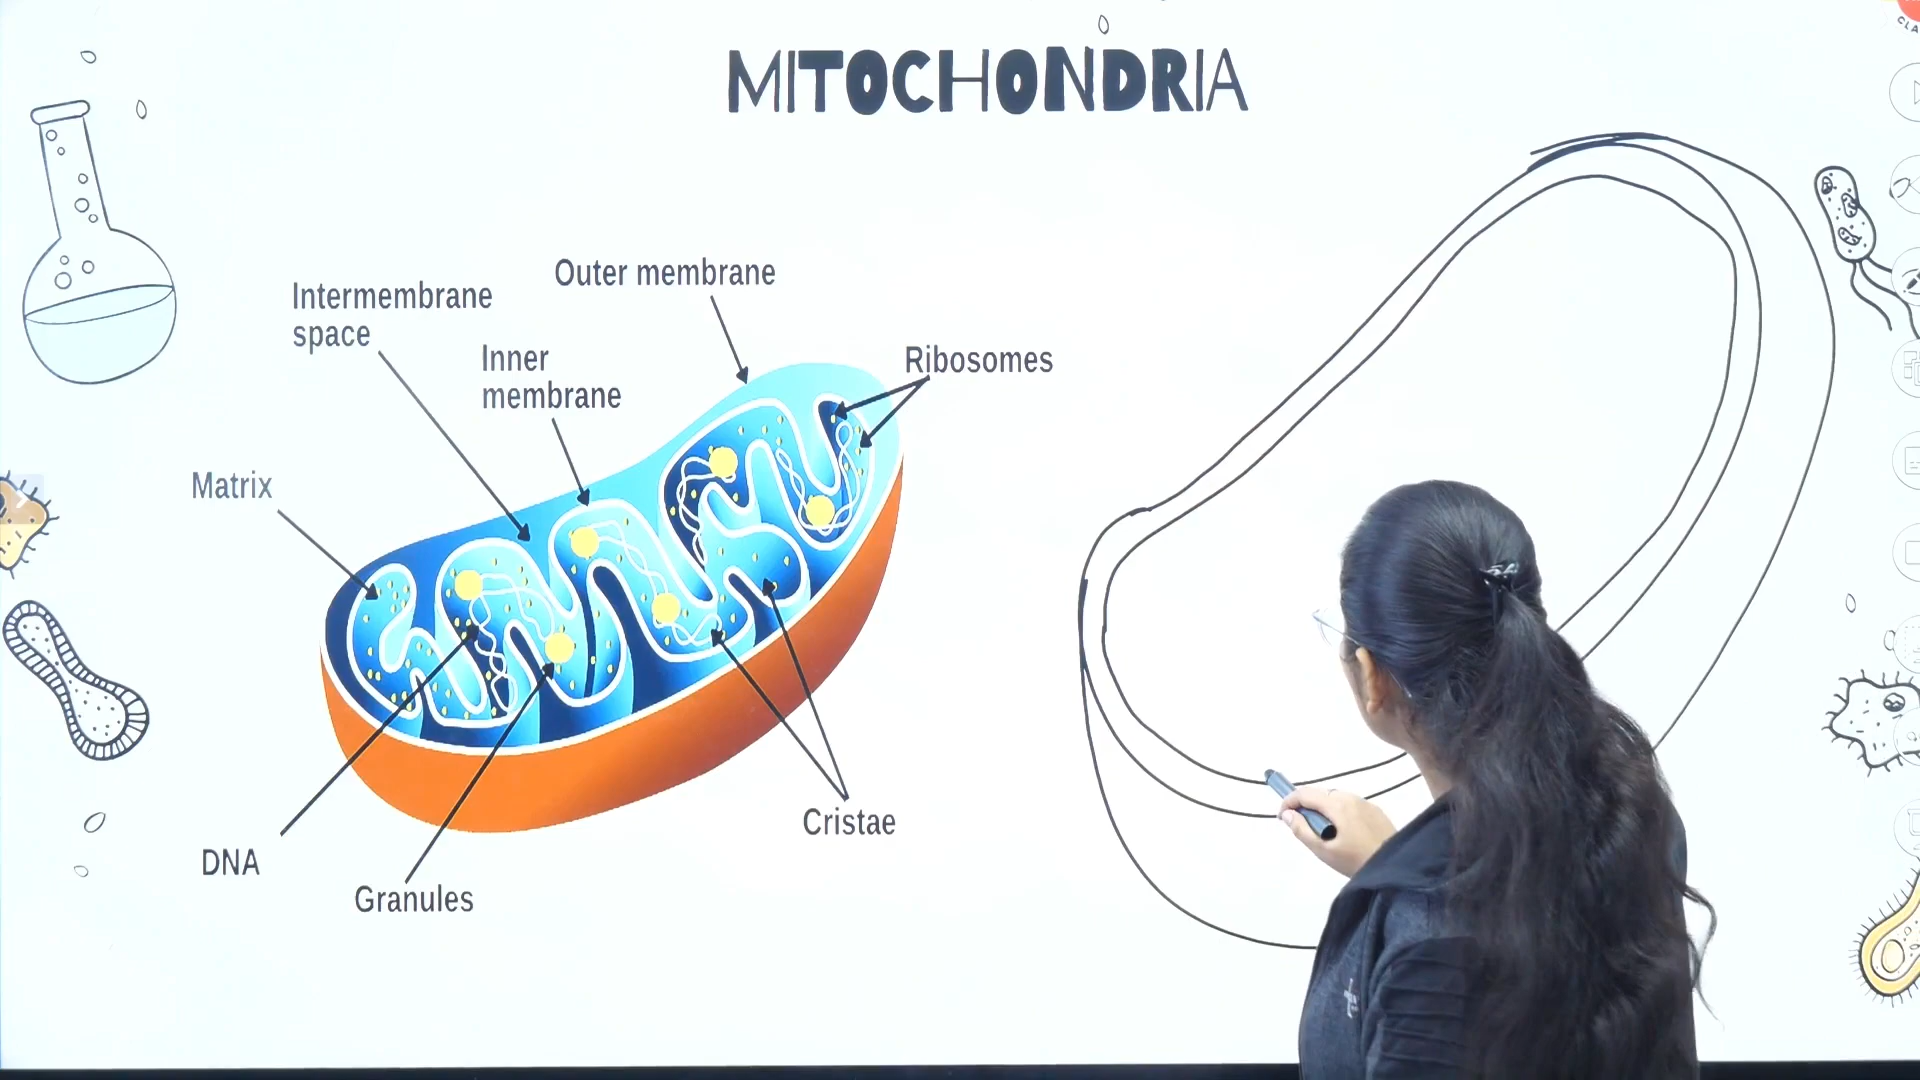 MITOCHONDRIA
Outer membrane
Intermembrane
space
Inner
membrane
Ribosomes
Matrix
Cristae
DNA
Granules